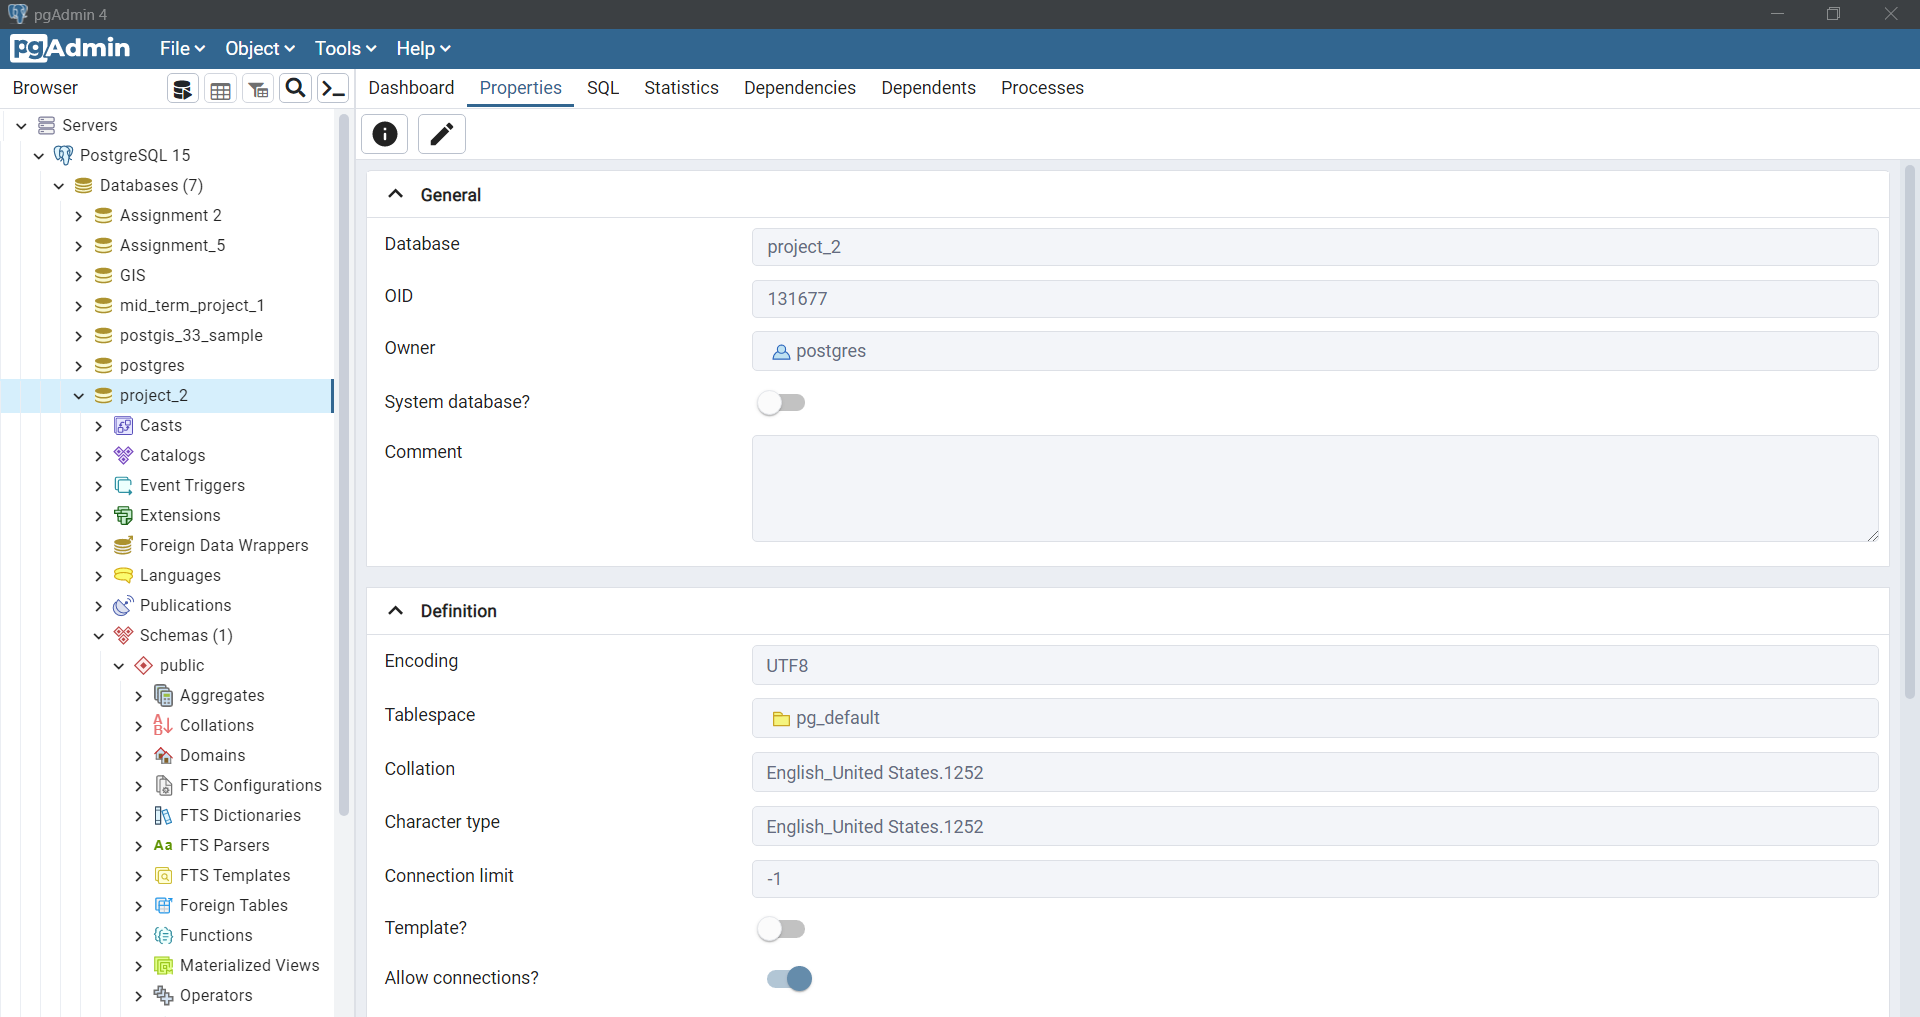 pgAdmin 4
pgAdmin File Object Tools Help
Browser
Dashboard Properties SQL Statistics Dependencies Dependents Processes
Servers
PostgreSQL 15
Databases (7)
Assignment 2
Assignment_5
GIS
mid_term_project_1
postgis_33_sample
postgres
project_2
Casts
Catalogs
Event Triggers
Extensions
Foreign Data Wrappers
Languages
Publications
Schemas (1)
public
Aggregates
Collations
Domains
FTS Configurations
FTS Dictionaries
Aa FTS Parsers
FTS Templates
Foreign Tables
Functions
Materialized Views
Operators
General
Database project_2
OID 131677
Owner postgres
System database?
Comment
Definition
Encoding UTF8
Tablespace pg_default
Collation English_United States.1252
Character type English_United States.1252
Connection limit -1
Template?
Allow connections?